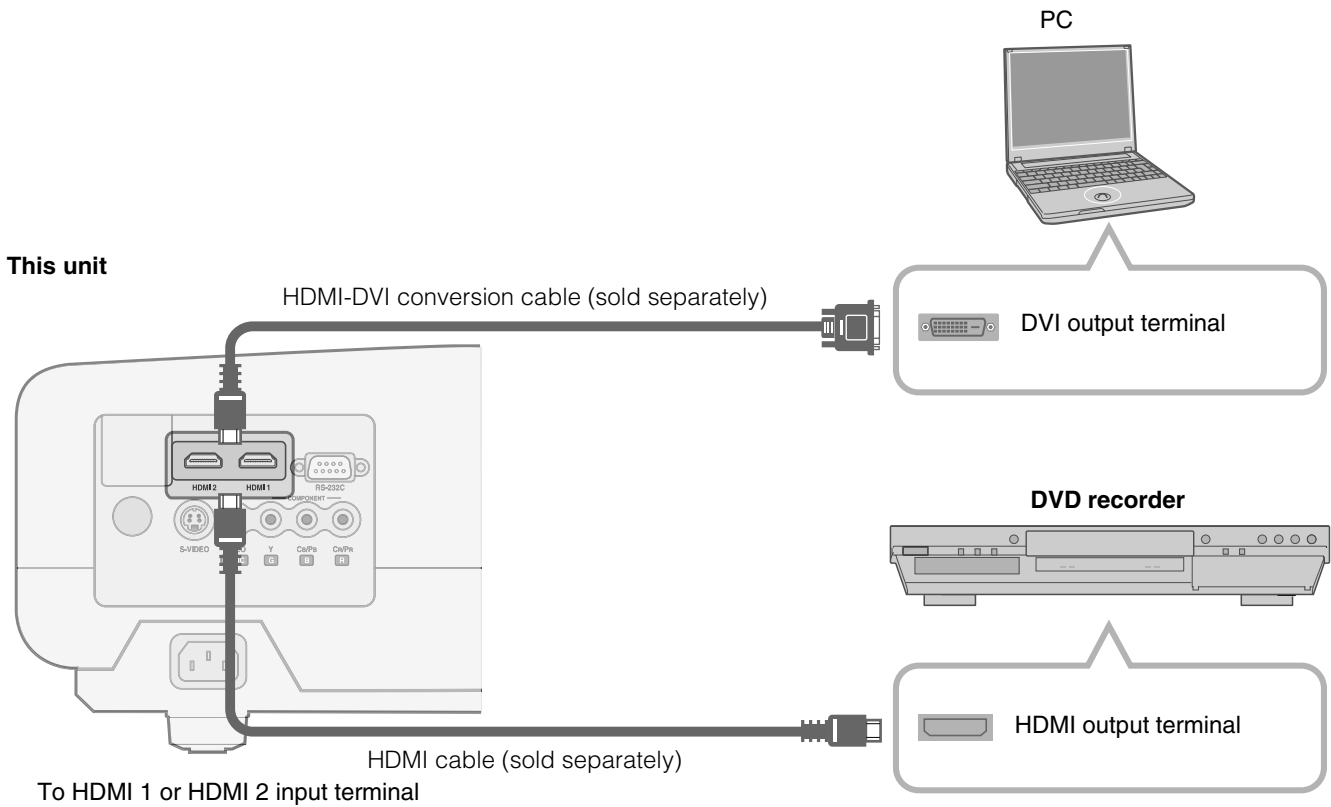 PC
This unit
HDMI-DVI conversion cable (sold separately)
DVI output terminal
HDMI 2 HDMI 1
RS-232C
COMPONENT
S-VIDEO Y CB/PB CR/PR
G B R
DVD recorder
HDMI output terminal
HDMI cable (sold separately)
To HDMI 1 or HDMI 2 input terminal